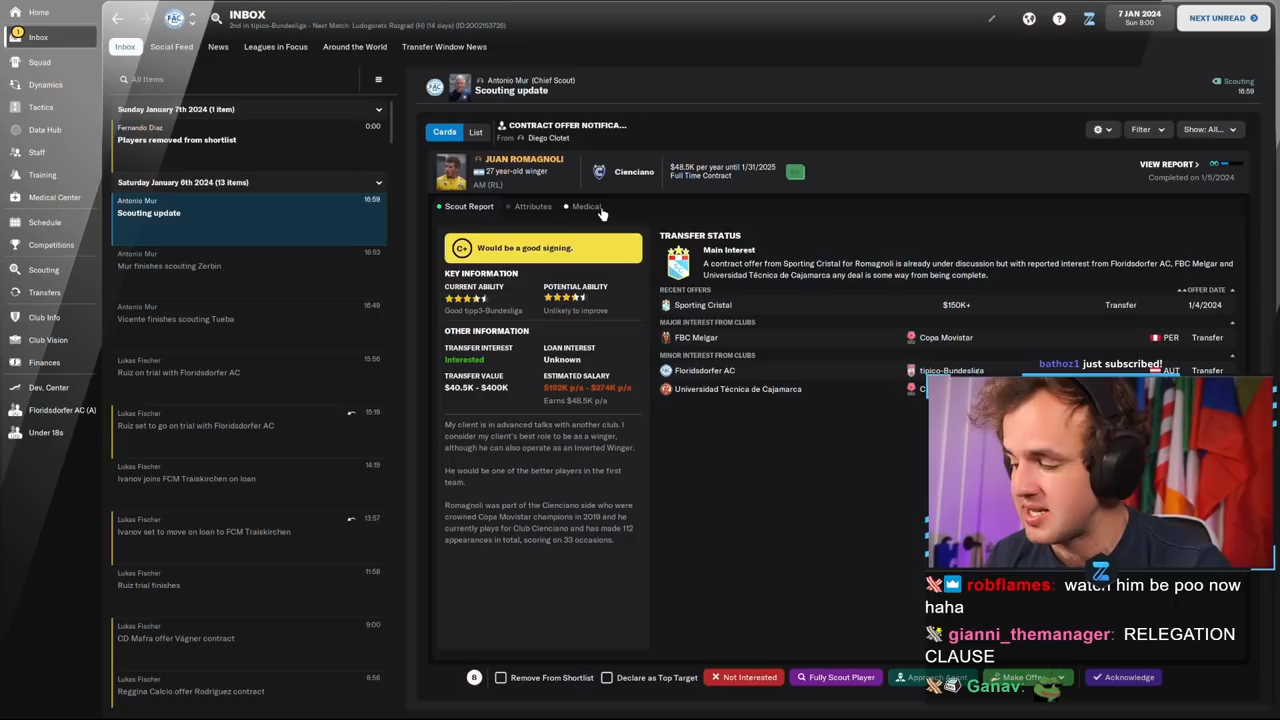 Home
Inbox
1
Squad
Dynamics
Tactics
Data Hub
Staff
Training
Medical Center
Schedule
Competitions
Scouting
Transfers
Club Info
Club Vision
Finances
Dev. Center
Floridsdorfer AC (A)
Under 18s
FAC
INBOX
2nd in tipico-Bundesliga - Next Match: Ludogorets Razgrad (H) (14 days) (ID:2002153726)
7 JAN 2024
Sun 8:00
NEXT UNREAD
Inbox
Social Feed
News
Leagues in Focus
Around the World
Transfer Window News
All Items
Sunday January 7th 2024 (1 item)
Fernando Diaz
0:00
Players removed from shortlist
Saturday January 6th 2024 (13 items)
Antonio Mur
16:59
Scouting update
Antonio Mur
16:52
Mur finishes scouting Zerbin
Antonio Mur
16:49
Vicente finishes scouting Tueba
Lukas Fischer
15:56
Ruiz on trial with Floridsdorfer AC
Lukas Fischer
15:19
Ruiz set to go on trial with Floridsdorfer AC
Lukas Fischer
14:19
Ivanov joins FCM Traiskirchen on loan
Lukas Fischer
13:57
Ivanov set to move on loan to FCM Traiskirchen
Lukas Fischer
11:58
Ruiz trial finishes
Lukas Fischer
9:00
CD Mafra offer Vágner contract
Lukas Fischer
8:56
Reggina Calcio offer Rodríguez contract
Antonio Mur (Chief Scout)
Scouting update
Scouting
16:59
Cards
List
CONTRACT OFFER NOTIFICA...
From Diego Clotet
Filter
Show: All...
JUAN ROMAGNOLI
27 year-old winger
AM (RL)
Cienciano
$48.5K per year until 1/31/2025
Full Time Contract
VIEW REPORT >
Completed on 1/5/2024
Scout Report
Attributes
Medical
C+
Would be a good signing.
KEY INFORMATION
CURRENT ABILITY
POTENTIAL ABILITY
Good tipp3-Bundesliga
Unlikely to improve
OTHER INFORMATION
TRANSFER INTEREST
LOAN INTEREST
Interested
Unknown
TRANSFER VALUE
ESTIMATED SALARY
$40.5K - $400K
$192K p/a - $274K p/a
Earns $48.5K p/a
My client is in advanced talks with another club. I
consider my client's best role to be as a winger,
although he can also operate as an Inverted Winger.
He would be one of the better players in the first
team.
Romagnoli was part of the Cienciano side who were
crowned Copa Movistar champions in 2019 and he
currently plays for Club Cienciano and has made 112
appearances in total, scoring on 33 occasions.
TRANSFER STATUS
Main Interest
A contract offer from Sporting Cristal for Romagnoli is already under discussion but with reported interest from Floridsdorfer AC, FBC Melgar and
Universidad Técnica de Cajamarca any deal is some way from being complete.
RECENT OFFERS
OFFER DATE
Sporting Cristal
$150K+
Transfer
1/4/2024
MAJOR INTEREST FROM CLUBS
FBC Melgar
Copa Movistar
PER
Transfer
MINOR INTEREST FROM CLUBS
Floridsdorfer AC
tipico-Bundesliga
AUT
Transfer
Universidad Técnica de Cajamarca
bathoz1 just subscribed!
robflames: watch him be poo now
haha
gianni_themanager: RELEGATION
CLAUSE
Ganav:
B
Remove From Shortlist
Declare as Top Target
Not Interested
Fully Scout Player
Approach Agent
Make Offer
Acknowledge